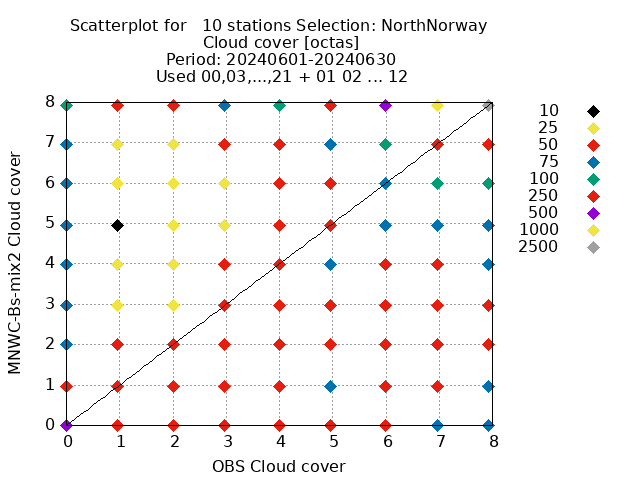 Scatterplot for   10 stations Selection: NorthNorway
Cloud cover [octas]
Period: 20240601-20240630
Used 00,03,...,21 + 01 02 ... 12
MNWC-Bs-mix2 Cloud cover
8
7
6
5
4
3
2
1
0
0 1 2 3 4 5 6 7 8
OBS Cloud cover
10
25
50
75
100
250
500
1000
2500